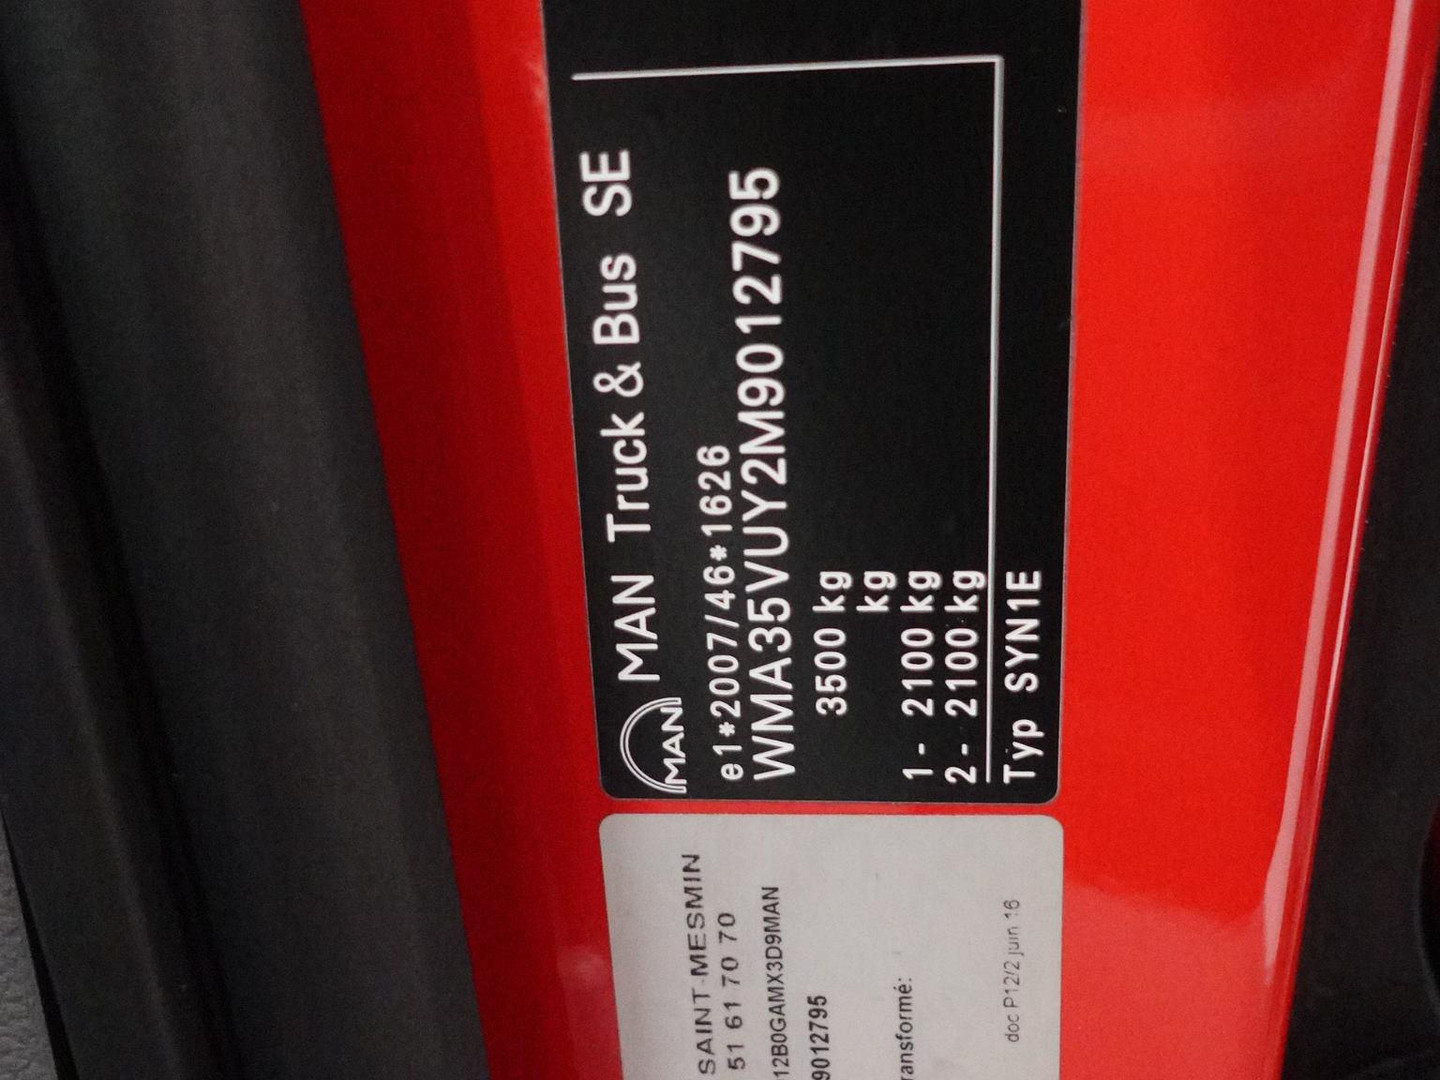 MAN MAN Truck & Bus SE
e1*2007/46*1626
WMA35VUY2M9012795
3500 kg
kg
1- 2100 kg
2- 2100 kg
Typ SYN1E
SAINT-MESMIN
51 61 70 70
12B0GAMX3D9MAN
9012795
ransformé:
doc P12/2 juin 16